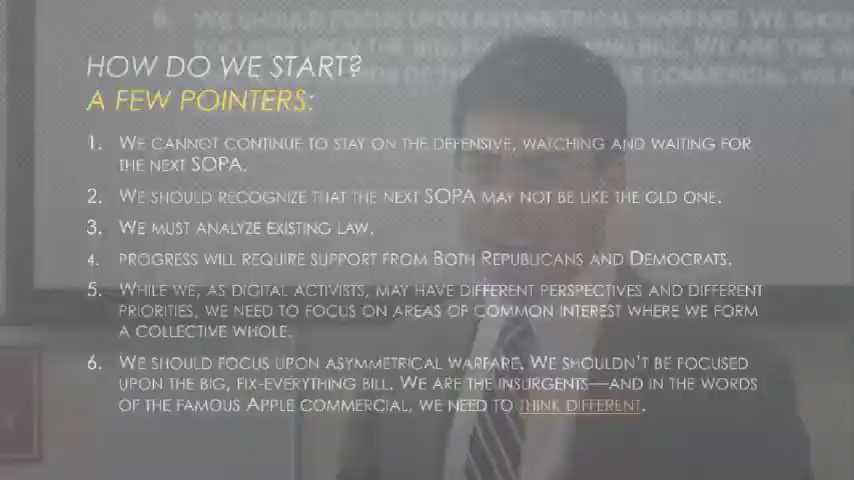 HOW DO WE START?
A FEW POINTERS:
1. WE CANNOT CONTINUE TO STAY ON THE DEFENSIVE, WATCHING AND WAITING FOR
THE NEXT SOPA.
2. WE SHOULD RECOGNIZE THAT THE NEXT SOPA MAY NOT BE LIKE THE OLD ONE.
3. WE MUST ANALYZE EXISTING LAW.
4. PROGRESS WILL REQUIRE SUPPORT FROM BOTH REPUBLICANS AND DEMOCRATS.
5. WHILE WE, AS DIGITAL ACTIVISTS, MAY HAVE DIFFERENT PERSPECTIVES AND DIFFERENT
PRIORITIES, WE NEED TO FOCUS ON AREAS OF COMMON INTEREST WHERE WE FORM
A COLLECTIVE WHOLE.
6. WE SHOULD FOCUS UPON ASYMMETRICAL WARFARE. WE SHOULDN'T BE FOCUSED
UPON THE BIG, FIX-EVERYTHING BILL. WE ARE THE INSURGENTS—AND IN THE WORDS
OF THE FAMOUS APPLE COMMERCIAL, WE NEED TO THINK DIFFERENT.